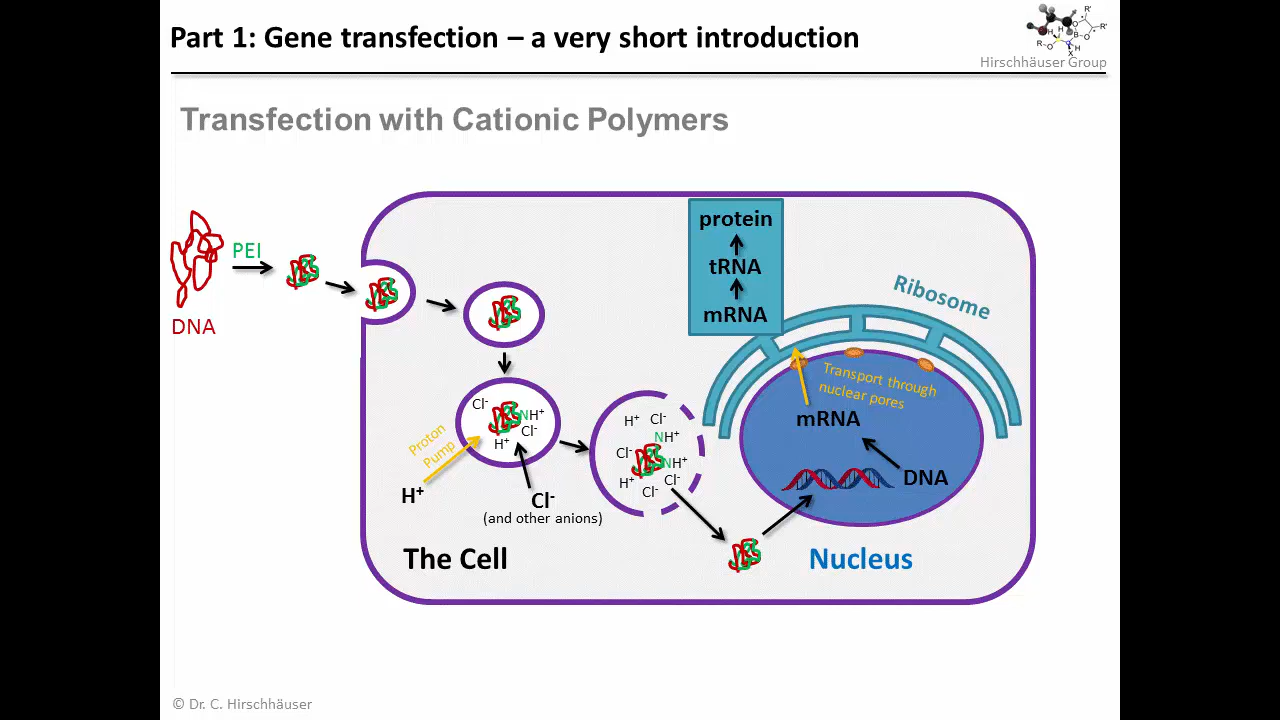 Part 1: Gene transfection – a very short introduction
R'
R'
H
H
B
O
O
R
O
H
X
Hirschhäuser Group
Transfection with Cationic Polymers
DNA
PEI
protein
tRNA
mRNA
Ribosome
Transport through
nuclear pores
mRNA
DNA
Cl-
NH+
Cl-
H+
Proton
Pump
H+
Cl-
(and other anions)
H+
Cl-
NH+
Cl-
NH+
H+
Cl-
Cl-
The Cell
Nucleus
© Dr. C. Hirschhäuser